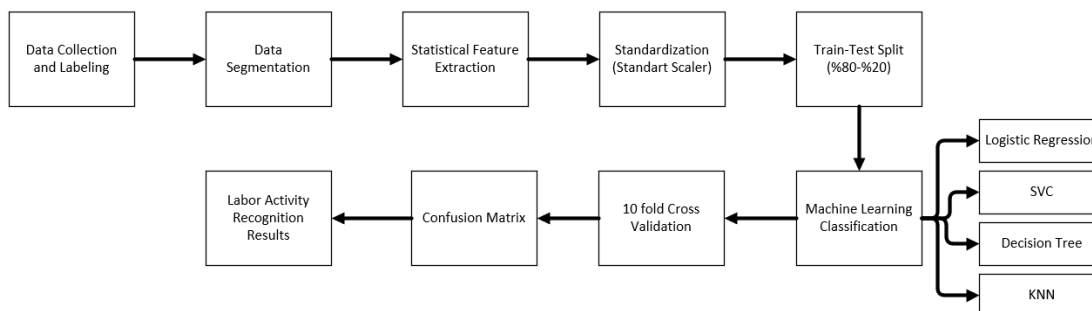 Data Collection
and Labeling
Data
Segmentation
Statistical Feature
Extraction
Standardization
(Standart Scaler)
Train-Test Split
(%80-%20)
Logistic Regression
SVC
Decision Tree
KNN
Machine Learning
Classification
10 fold Cross
Validation
Confusion Matrix
Labor Activity
Recognition
Results